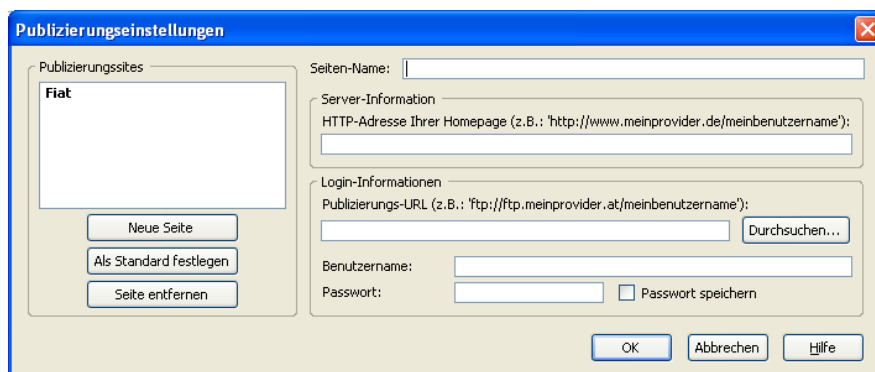 Publizierungseinstellungen
Publizierungssites
Fiat
Neue Seite
Als Standard festlegen
Seite entfernen
Seiten-Name:
Server-Information
HTTP-Adresse Ihrer Homepage (z.B.: 'http://www.meinprovider.de/meinbenutzername'):
Login-Informationen
Publizierungs-URL (z.B.: 'ftp://ftp.meinprovider.at/meinbenutzername'):
Durchsuchen...
Benutzername:
Passwort:
Passwort speichern
OK
Abbrechen
Hilfe